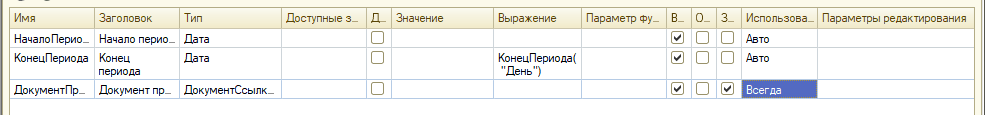 Имя Заголовок Тип Доступные з... Д... Значение Выражение Параметр фу... В... О... З... Использова... Параметры редактирования
НачалоПерио... Начало перио... Дата Авто
КонецПериода Конец Дата КонецПериода( Авто
периода "День")
ДокументПр... Документ пр... ДокументСсылк... Всегда